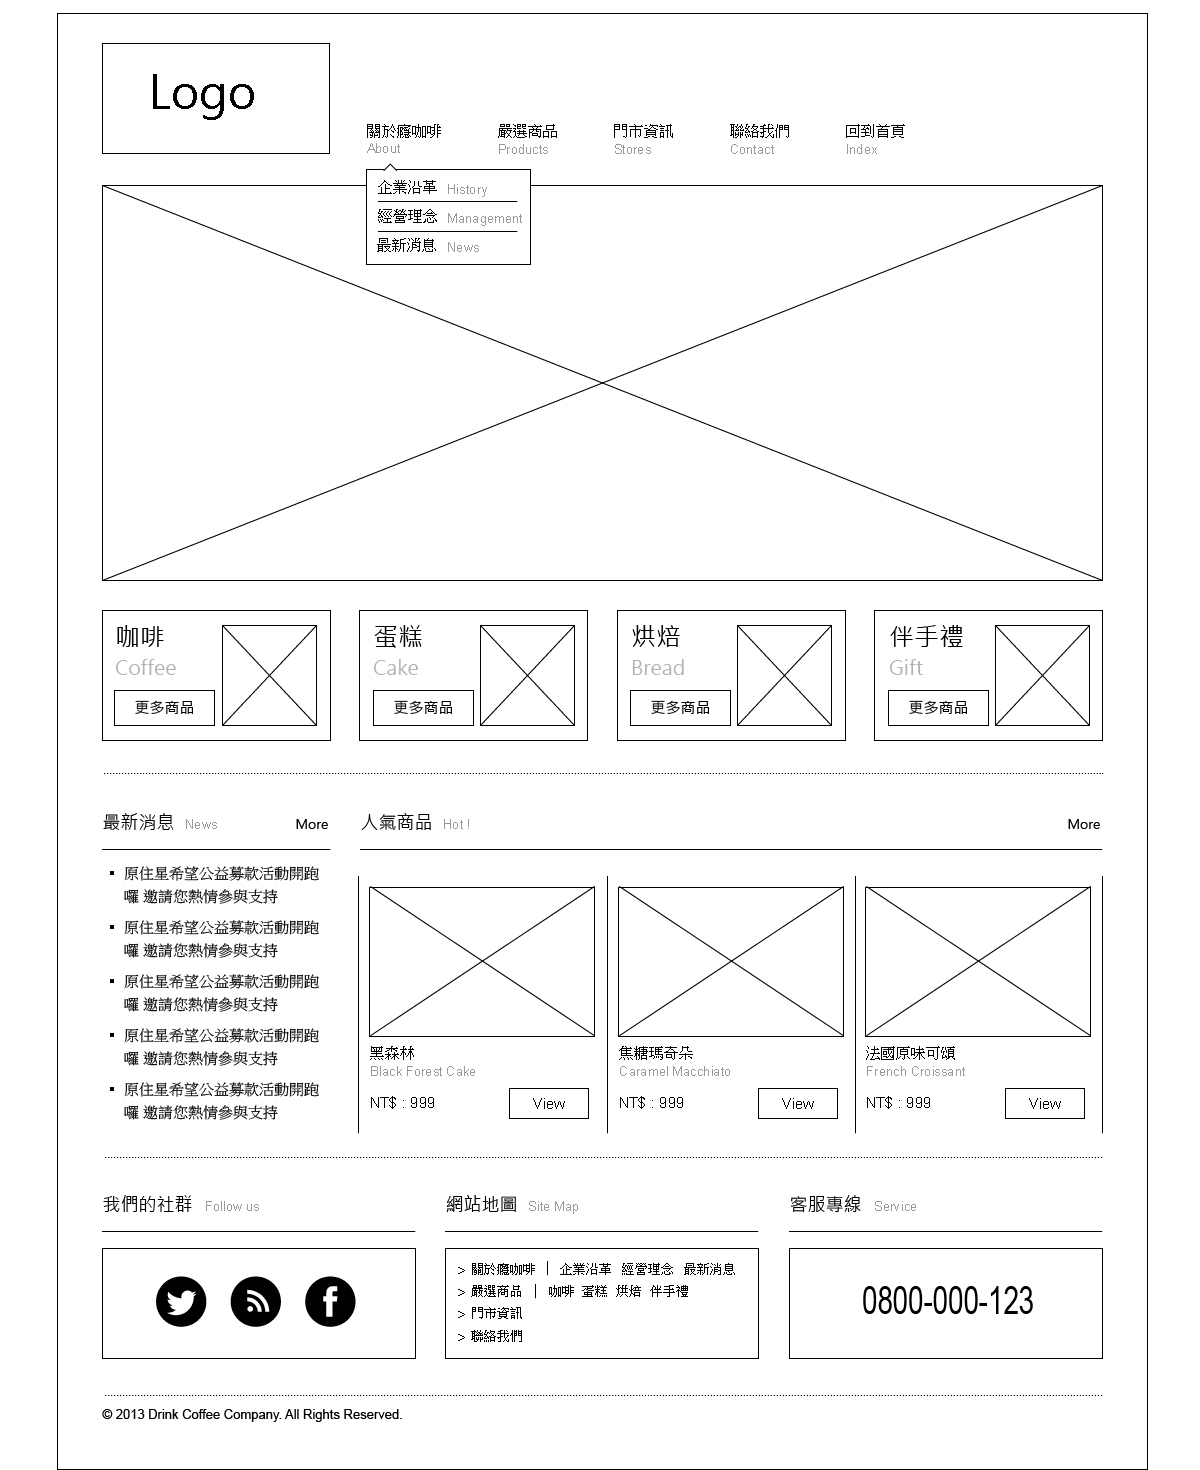 Logo
關於癮咖啡 嚴選商品 門市資訊 聯絡我們 回到首頁
About Products Stores Contact Index
企業沿革 History
經營理念 Management
最新消息 News
咖啡 蛋糕 烘焙 伴手禮
Coffee Cake Bread Gift
更多商品 更多商品 更多商品 更多商品
最新消息 News More
人氣商品 Hot ! More
▪ 原住星希望公益募款活動開跑
囉 邀請您熱情參與支持
▪ 原住星希望公益募款活動開跑
囉 邀請您熱情參與支持
▪ 原住星希望公益募款活動開跑
囉 邀請您熱情參與支持
▪ 原住星希望公益募款活動開跑
囉 邀請您熱情參與支持
▪ 原住星希望公益募款活動開跑
囉 邀請您熱情參與支持
黑森林 焦糖瑪奇朵 法國原味可頌
Black Forest Cake Caramel Macchiato French Croissant
NT$ : 999 View NT$ : 999 View NT$ : 999 View
我們的社群 Follow us
網站地圖 Site Map
> 關於癮咖啡 | 企業沿革 經營理念 最新消息
> 嚴選商品 | 咖啡 蛋糕 烘焙 伴手禮
> 門市資訊
> 聯絡我們
客服專線 Service
0800-000-123
© 2013 Drink Coffee Company. All Rights Reserved.